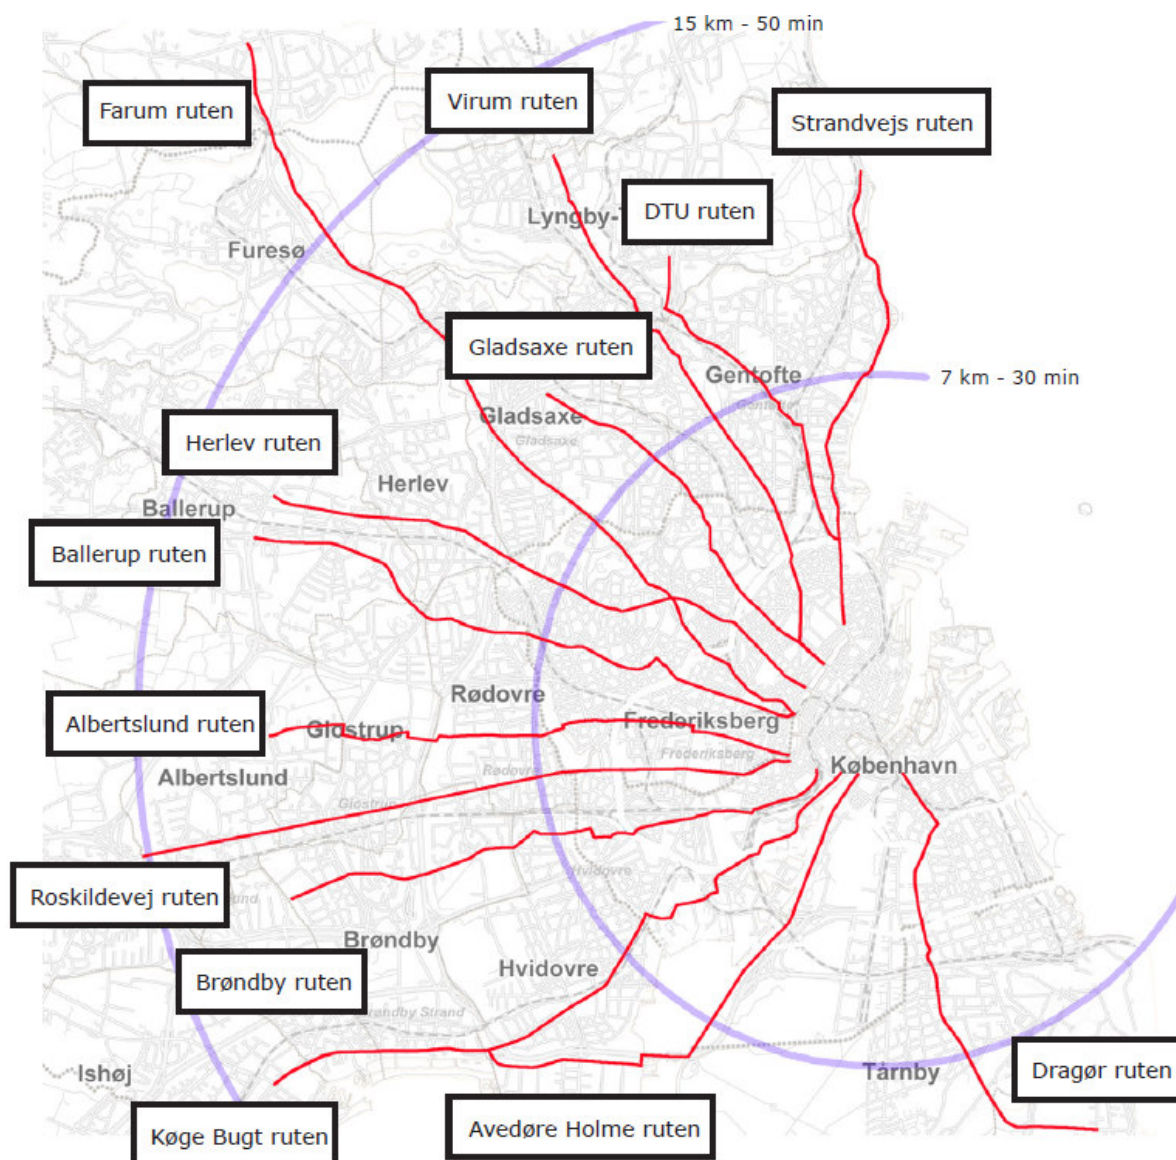 15 km - 50 min
Farum ruten
Virum ruten
Strandvejs ruten
DTU ruten
Lyngby-
Furesø
Gladsaxe ruten
Gentofte
7 km - 30 min
Gladsaxe
Gladsaxe
Herlev ruten
Herlev
Ballerup
Ballerup ruten
Rødovre
Frederiksberg
Albertslund ruten
Glostrup
Frederiksberg
København
Albertslund
Rødovre
Glostrup
Hvidovre
Roskildevej ruten
Brøndby
Hvidovre
Brøndby ruten
Brøndby Strand
Ishøj
Tårnby
Dragør ruten
Køge Bugt ruten
Avedøre Holme ruten